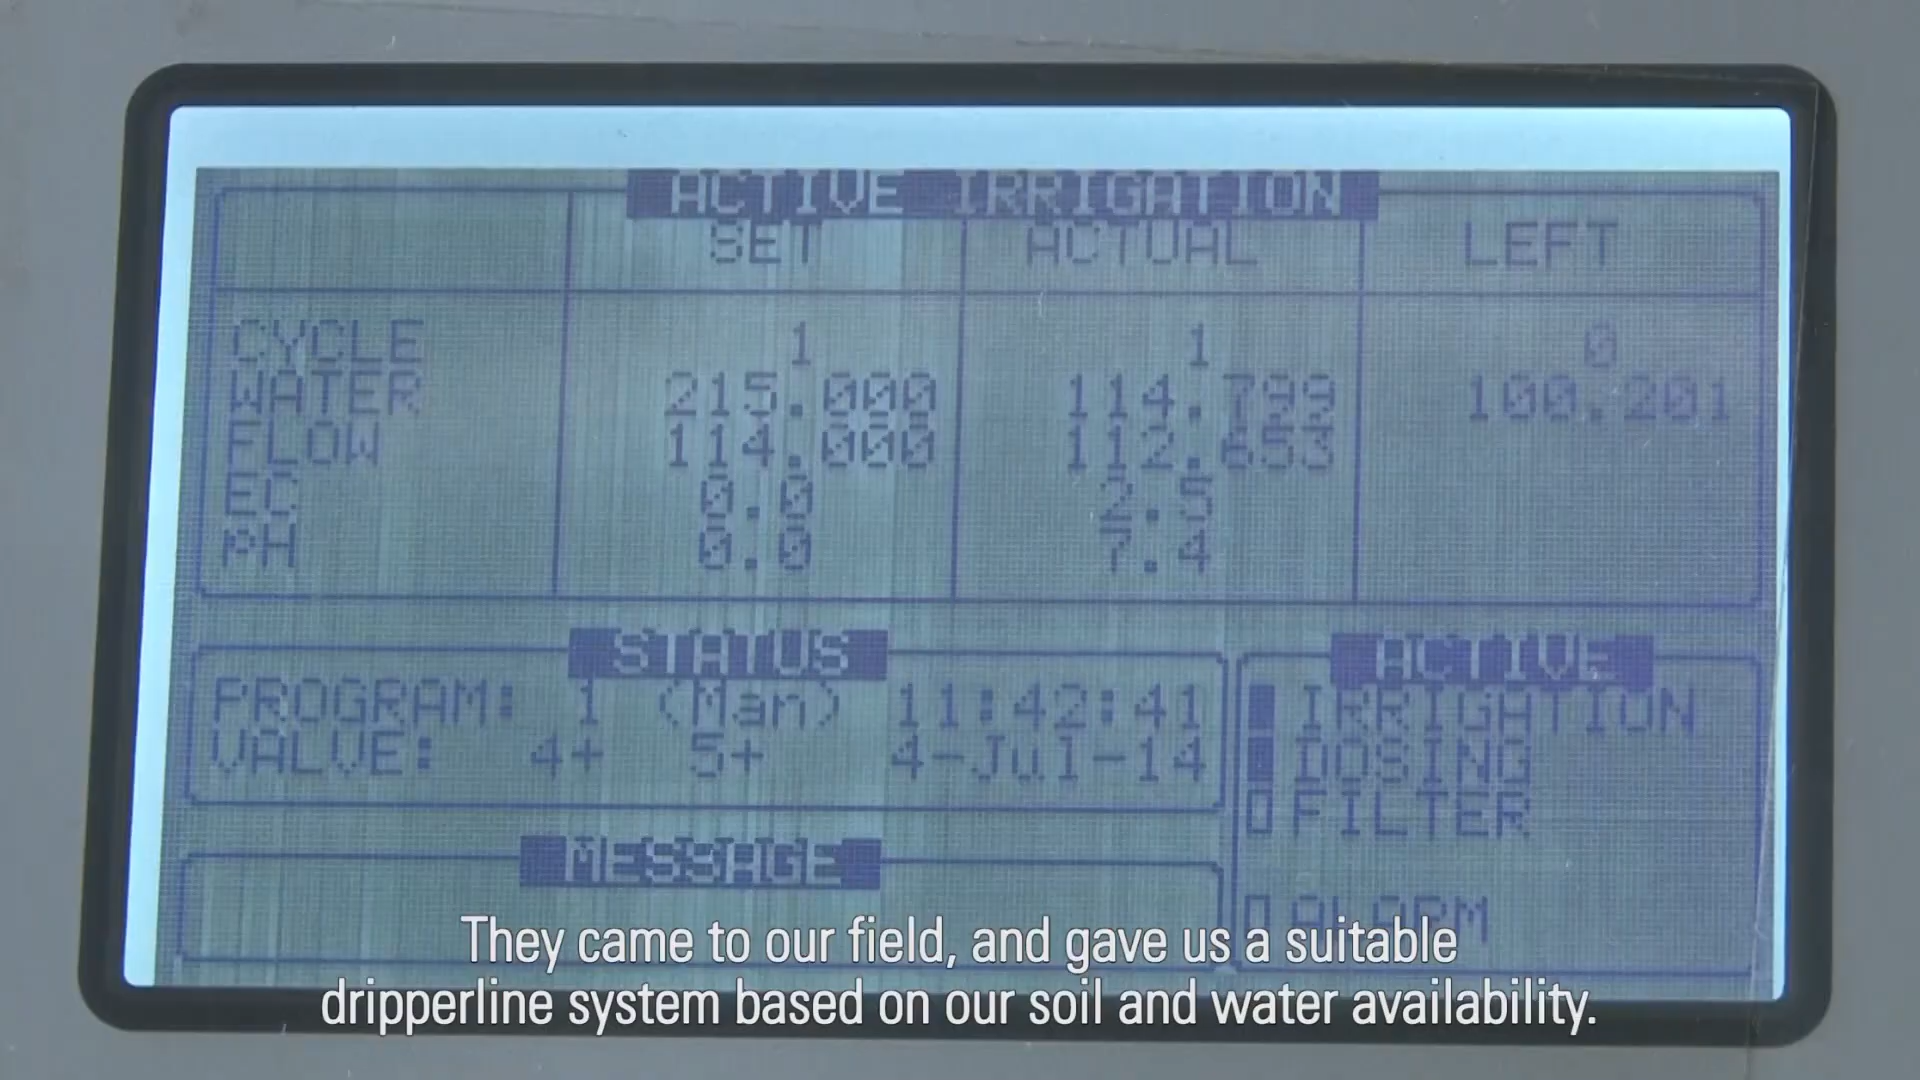 ACTIVE IRRIGATION
SET ACTUAL LEFT
CYCLE 1 1 0
WATER 215.000 114.799 100.201
FLOW 114.000 112.653
EC 0.0 2.5
PH 0.0 7.4
STATUS
PROGRAM: 1 (Man) 11:42:41
VALVE: 4+ 5+ 4-Jul-14
ACTIVE
IRRIGATION
DOSING
FILTER
ALARM
MESSAGE
They came to our field, and gave us a suitable
dripperline system based on our soil and water availability.